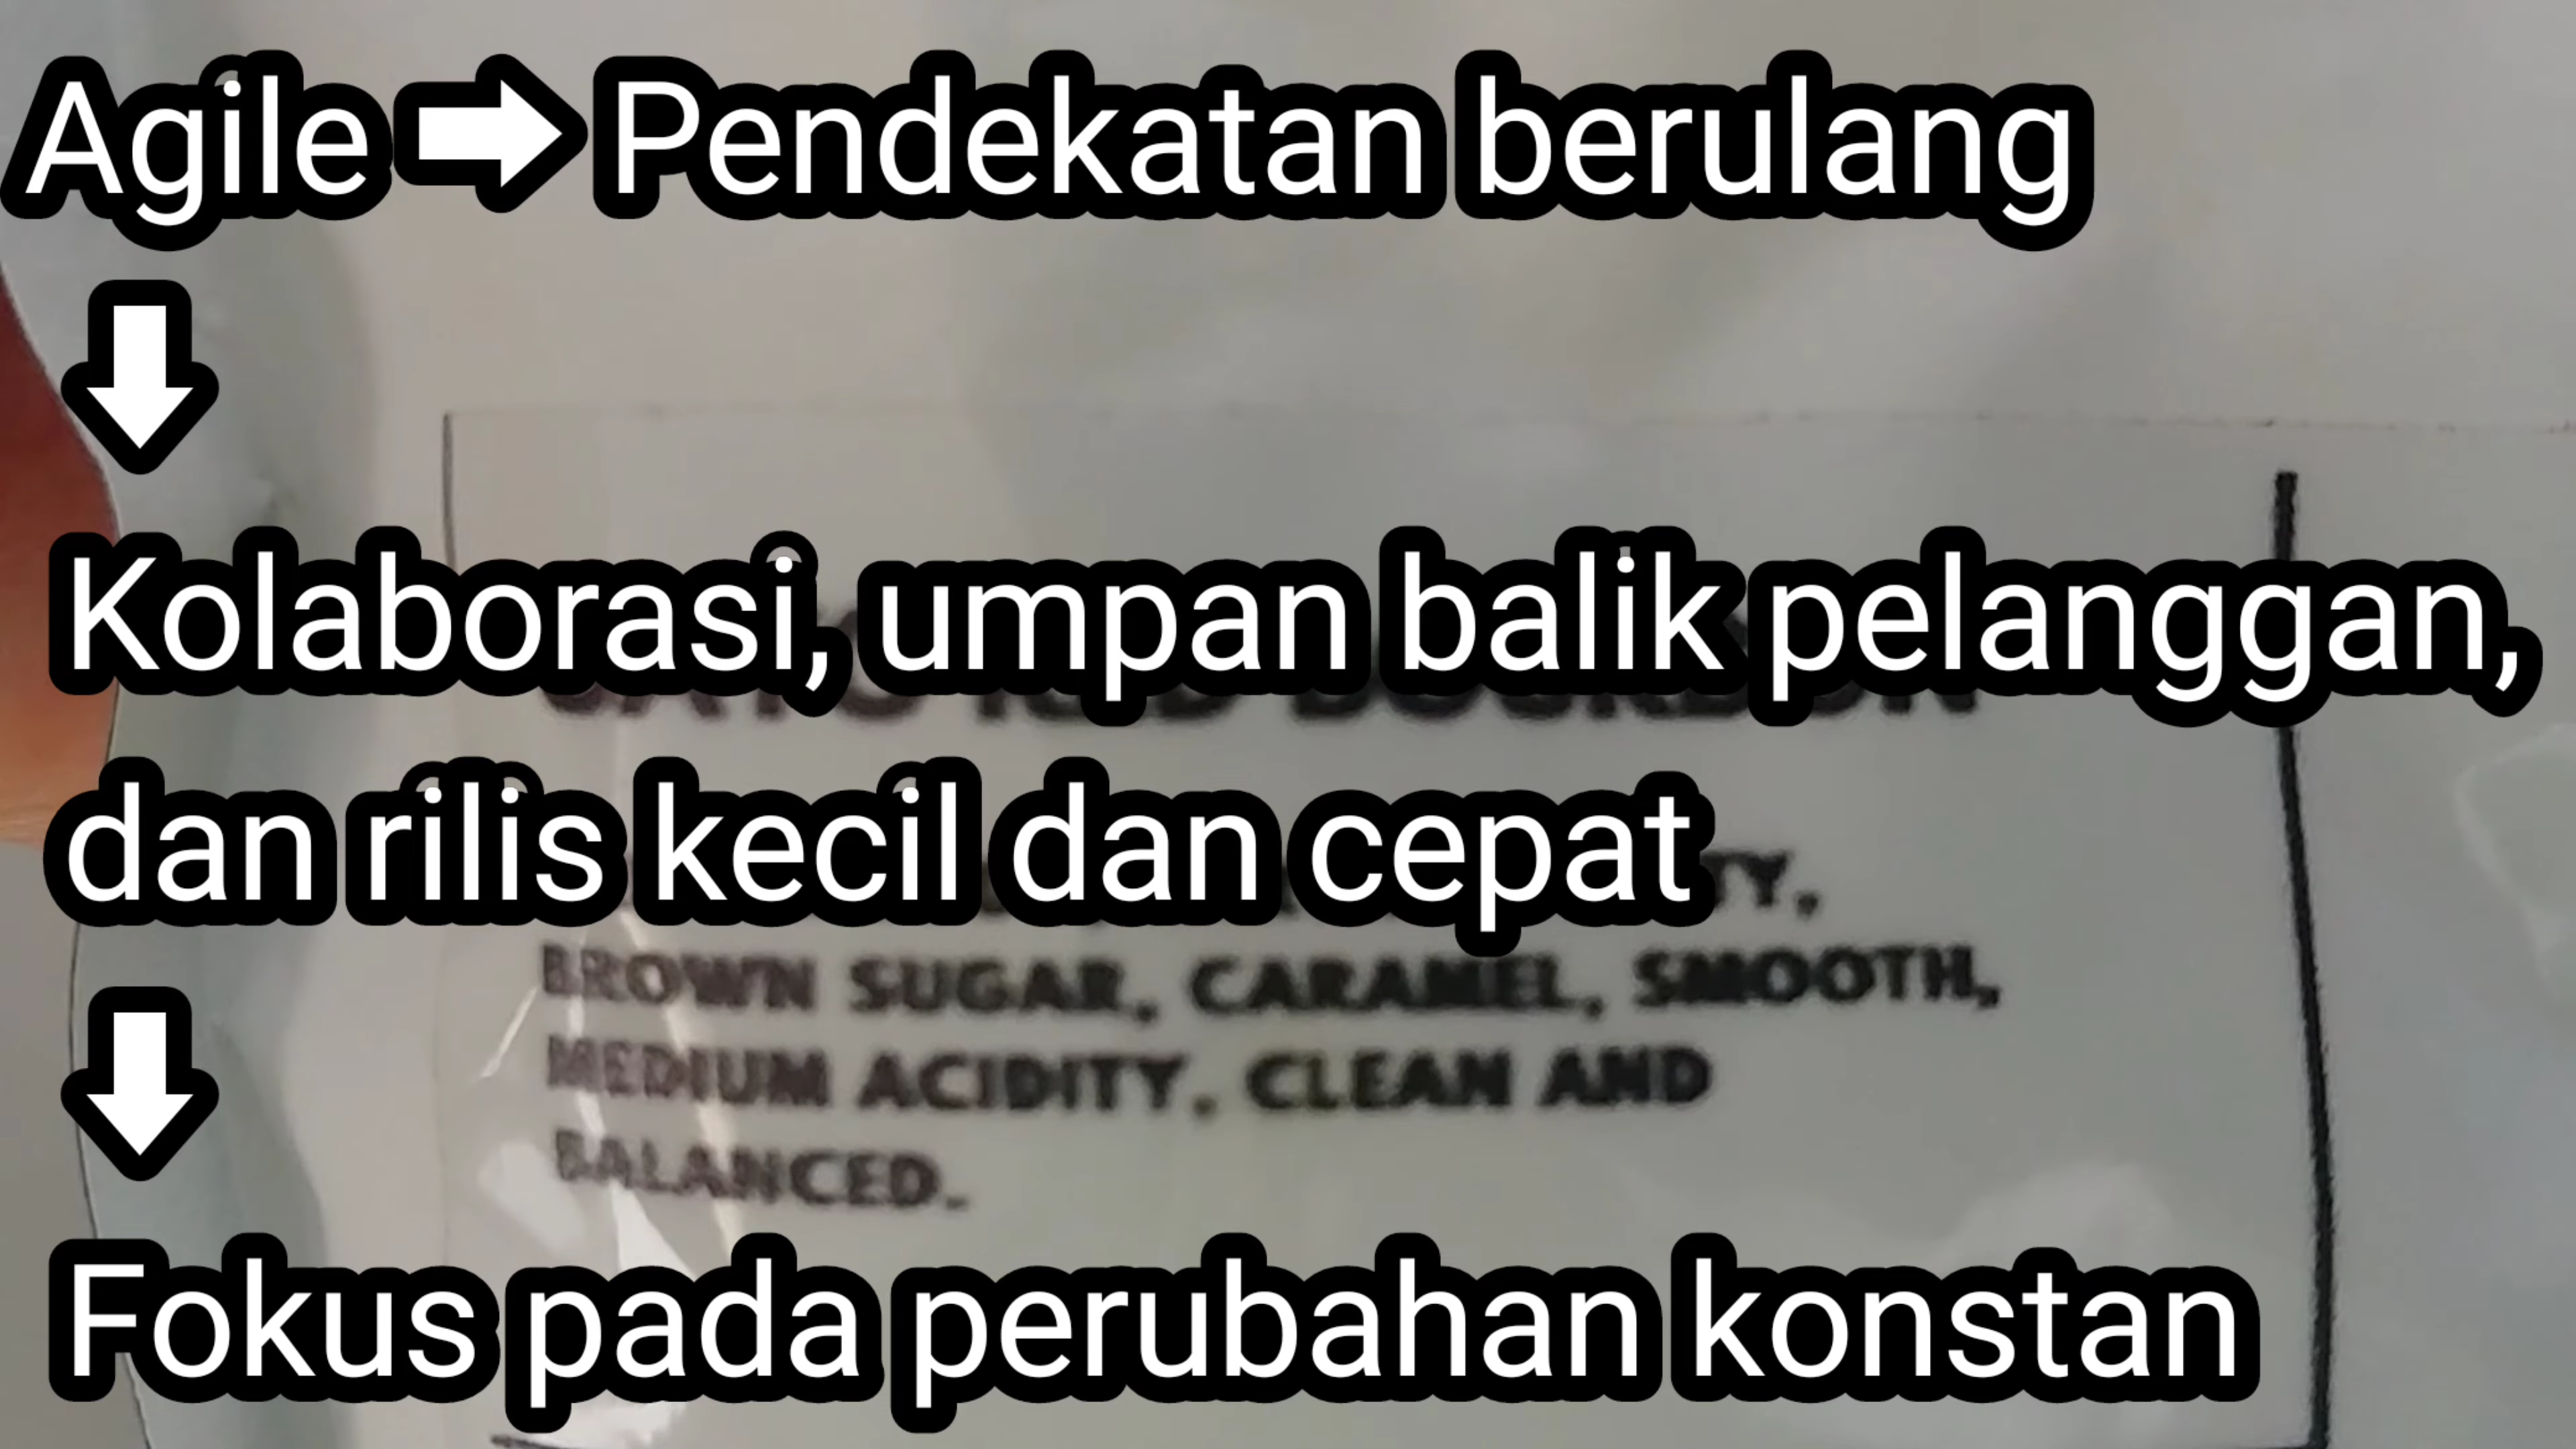 Agile ➡ Pendekatan berulang
⬇
Kolaborasi, umpan balik pelanggan,
dan rilis kecil dan cepat
BROWN SUGAR, CARAMEL, SMOOTH,
⬇
MEDIUM ACIDITY, CLEAN AND
BALANCED.
Fokus pada perubahan konstan